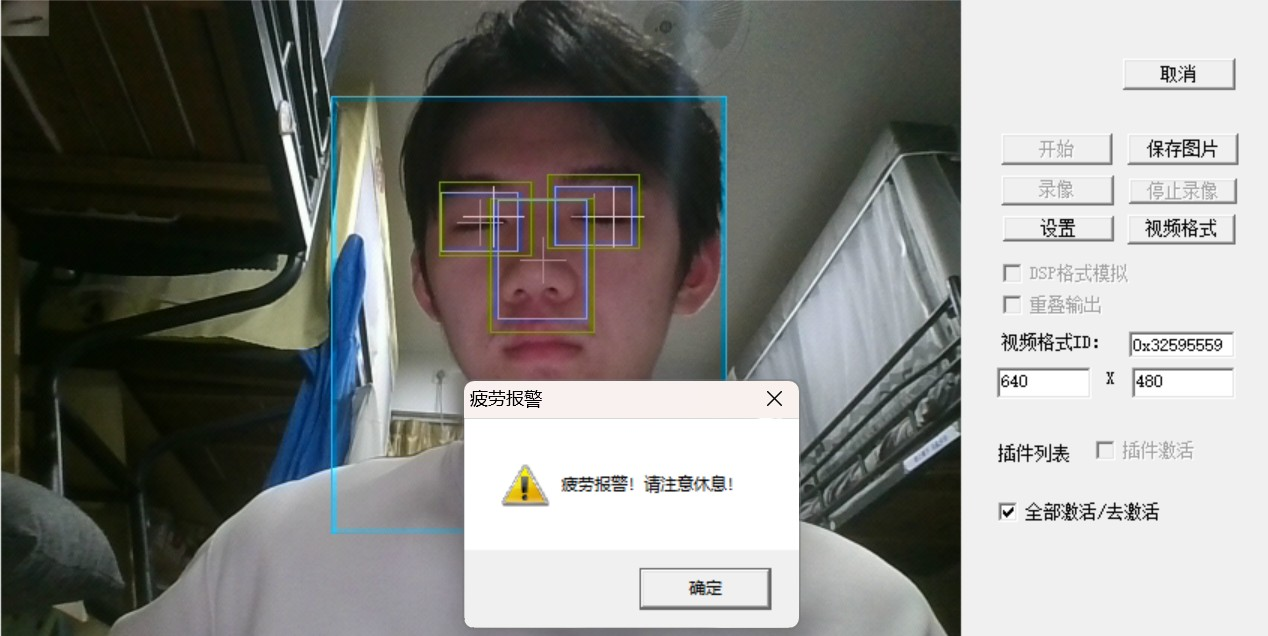 取消
开始
保存图片
录像
停止录像
设置
视频格式
DSP格式模拟
重叠输出
视频格式ID:
0x32595559
640
X
480
插件列表
插件激活
全部激活/去激活
疲劳报警
疲劳报警! 请注意休息!
确定